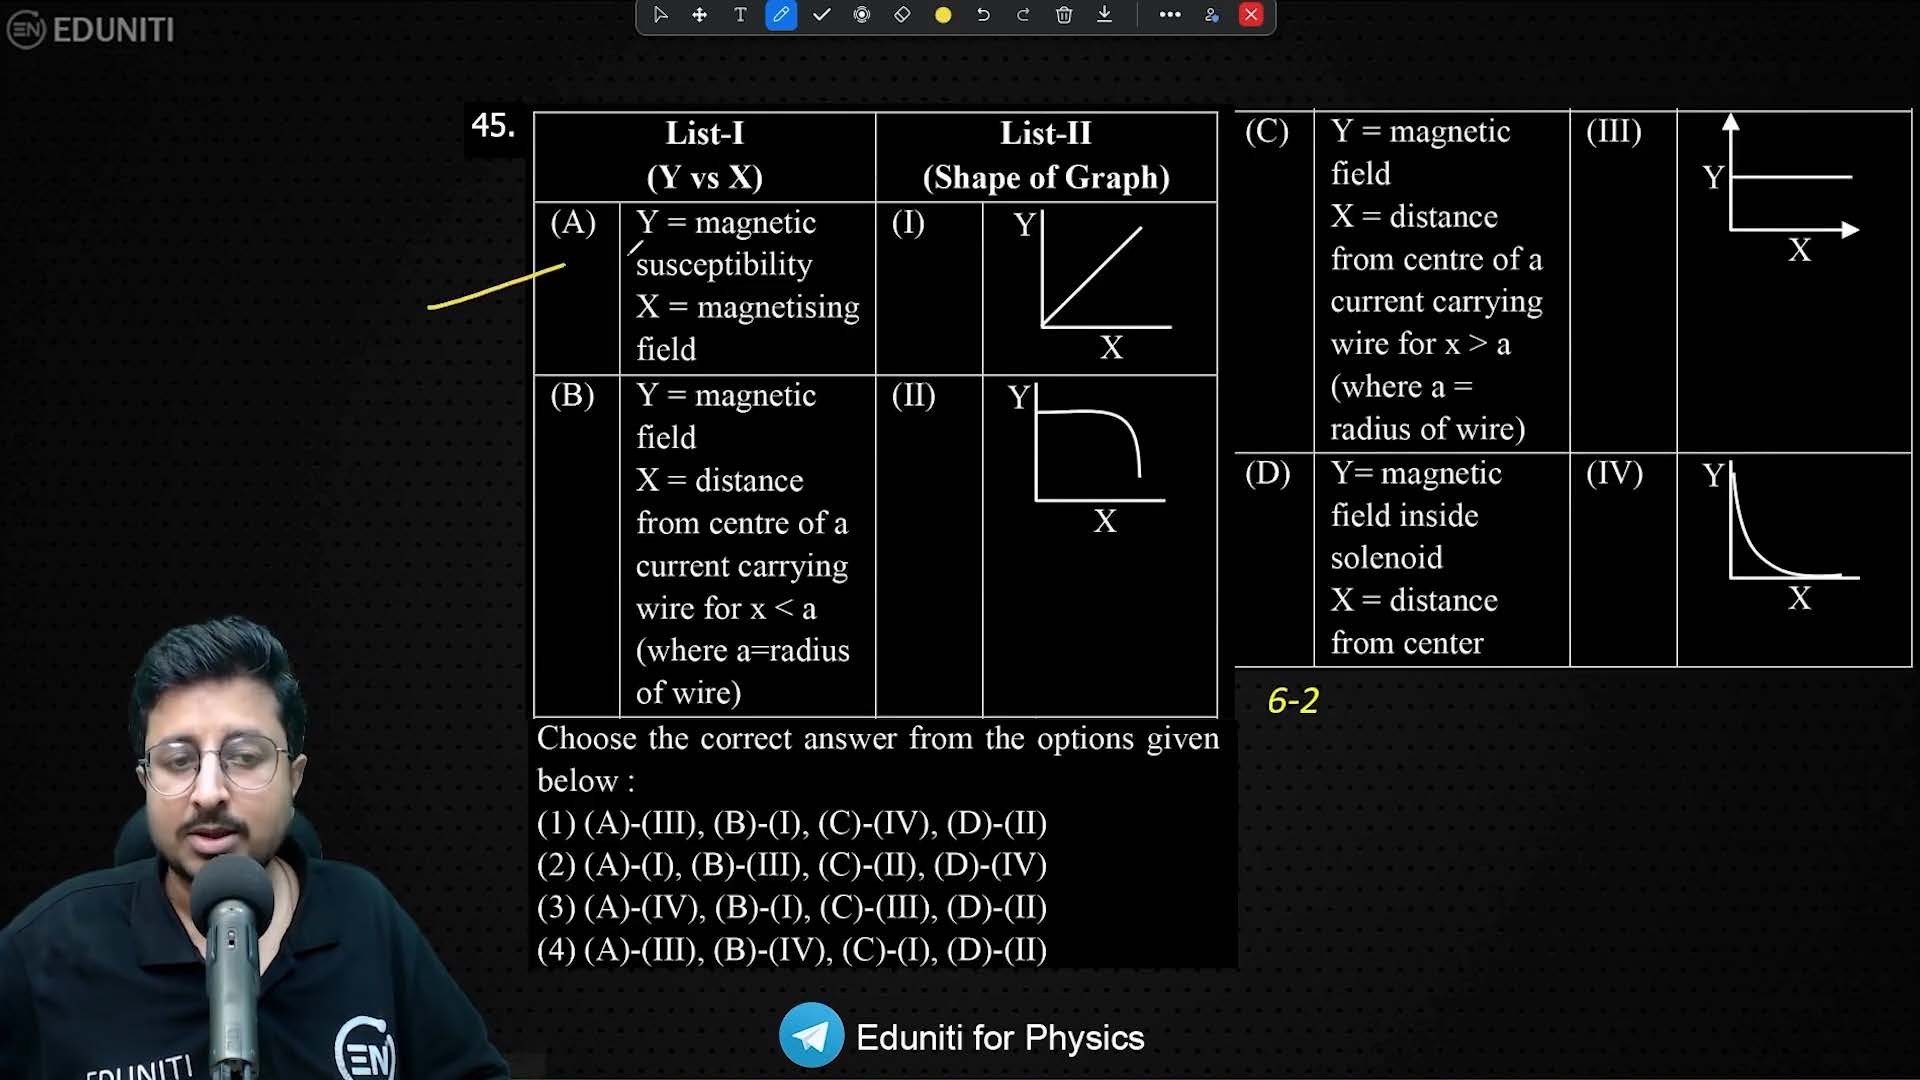 EDUNITI
45.
List-I
(Y vs X)
List-II
(Shape of Graph)
(A)
Y = magnetic
susceptibility
X = magnetising
field
(I)
Y
X
(B)
Y = magnetic
field
X = distance
from centre of a
current carrying
wire for x < a
(where a=radius
of wire)
(II)
Y
X
(C)
Y = magnetic
field
X = distance
from centre of a
current carrying
wire for x > a
(where a =
radius of wire)
(III)
Y
X
(D)
Y= magnetic
field inside
solenoid
X = distance
from center
(IV)
Y
X
6-2
Choose the correct answer from the options given
below :
(1) (A)-(III), (B)-(I), (C)-(IV), (D)-(II)
(2) (A)-(I), (B)-(III), (C)-(II), (D)-(IV)
(3) (A)-(IV), (B)-(I), (C)-(III), (D)-(II)
(4) (A)-(III), (B)-(IV), (C)-(I), (D)-(II)
Eduniti for Physics
EDUNITI
EN